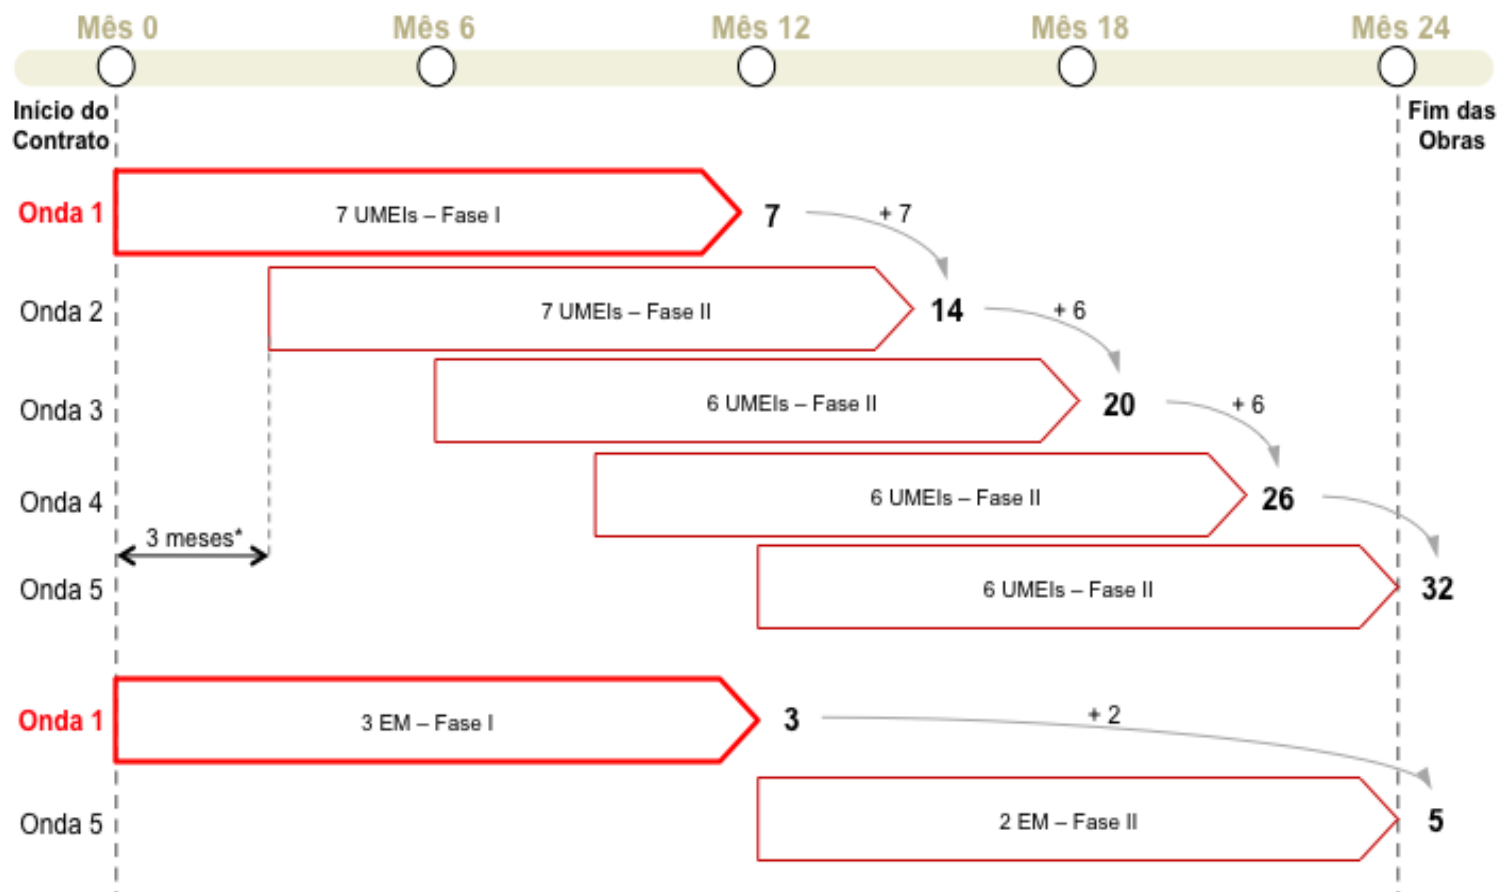 Mês 0
Mês 6
Mês 12
Mês 18
Mês 24
Início do
Contrato
Fim das
Obras
Onda 1
7 UMEIs – Fase I
7
+ 7
Onda 2
7 UMEIs – Fase II
14
+ 6
Onda 3
6 UMEIs – Fase II
20
+ 6
Onda 4
6 UMEIs – Fase II
26
3 meses*
Onda 5
6 UMEIs – Fase II
32
Onda 1
3 EM – Fase I
3
+ 2
Onda 5
2 EM – Fase II
5